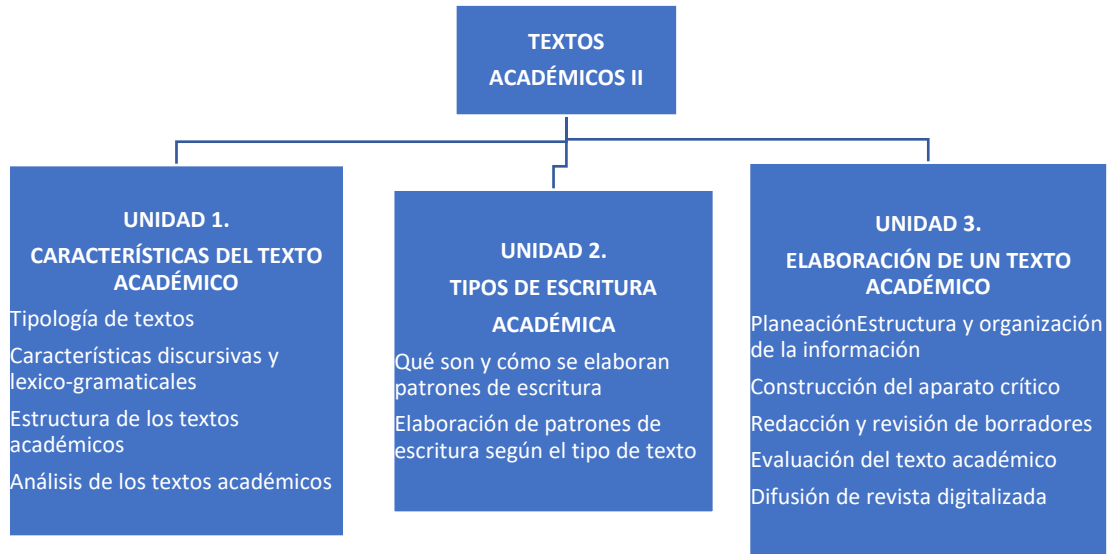 TEXTOS
ACADÉMICOS II
UNIDAD 1.
CARACTERÍSTICAS DEL TEXTO
ACADÉMICO
Tipología de textos
Características discursivas y
lexico-gramaticales
Estructura de los textos
académicos
Análisis de los textos académicos
UNIDAD 2.
TIPOS DE ESCRITURA
ACADÉMICA
Qué son y cómo se elaboran
patrones de escritura
Elaboración de patrones de
escritura según el tipo de texto
UNIDAD 3.
ELABORACIÓN DE UN TEXTO
ACADÉMICO
PlaneaciónEstructura y organización
de la información
Construcción del aparato crítico
Redacción y revisión de borradores
Evaluación del texto académico
Difusión de revista digitalizada